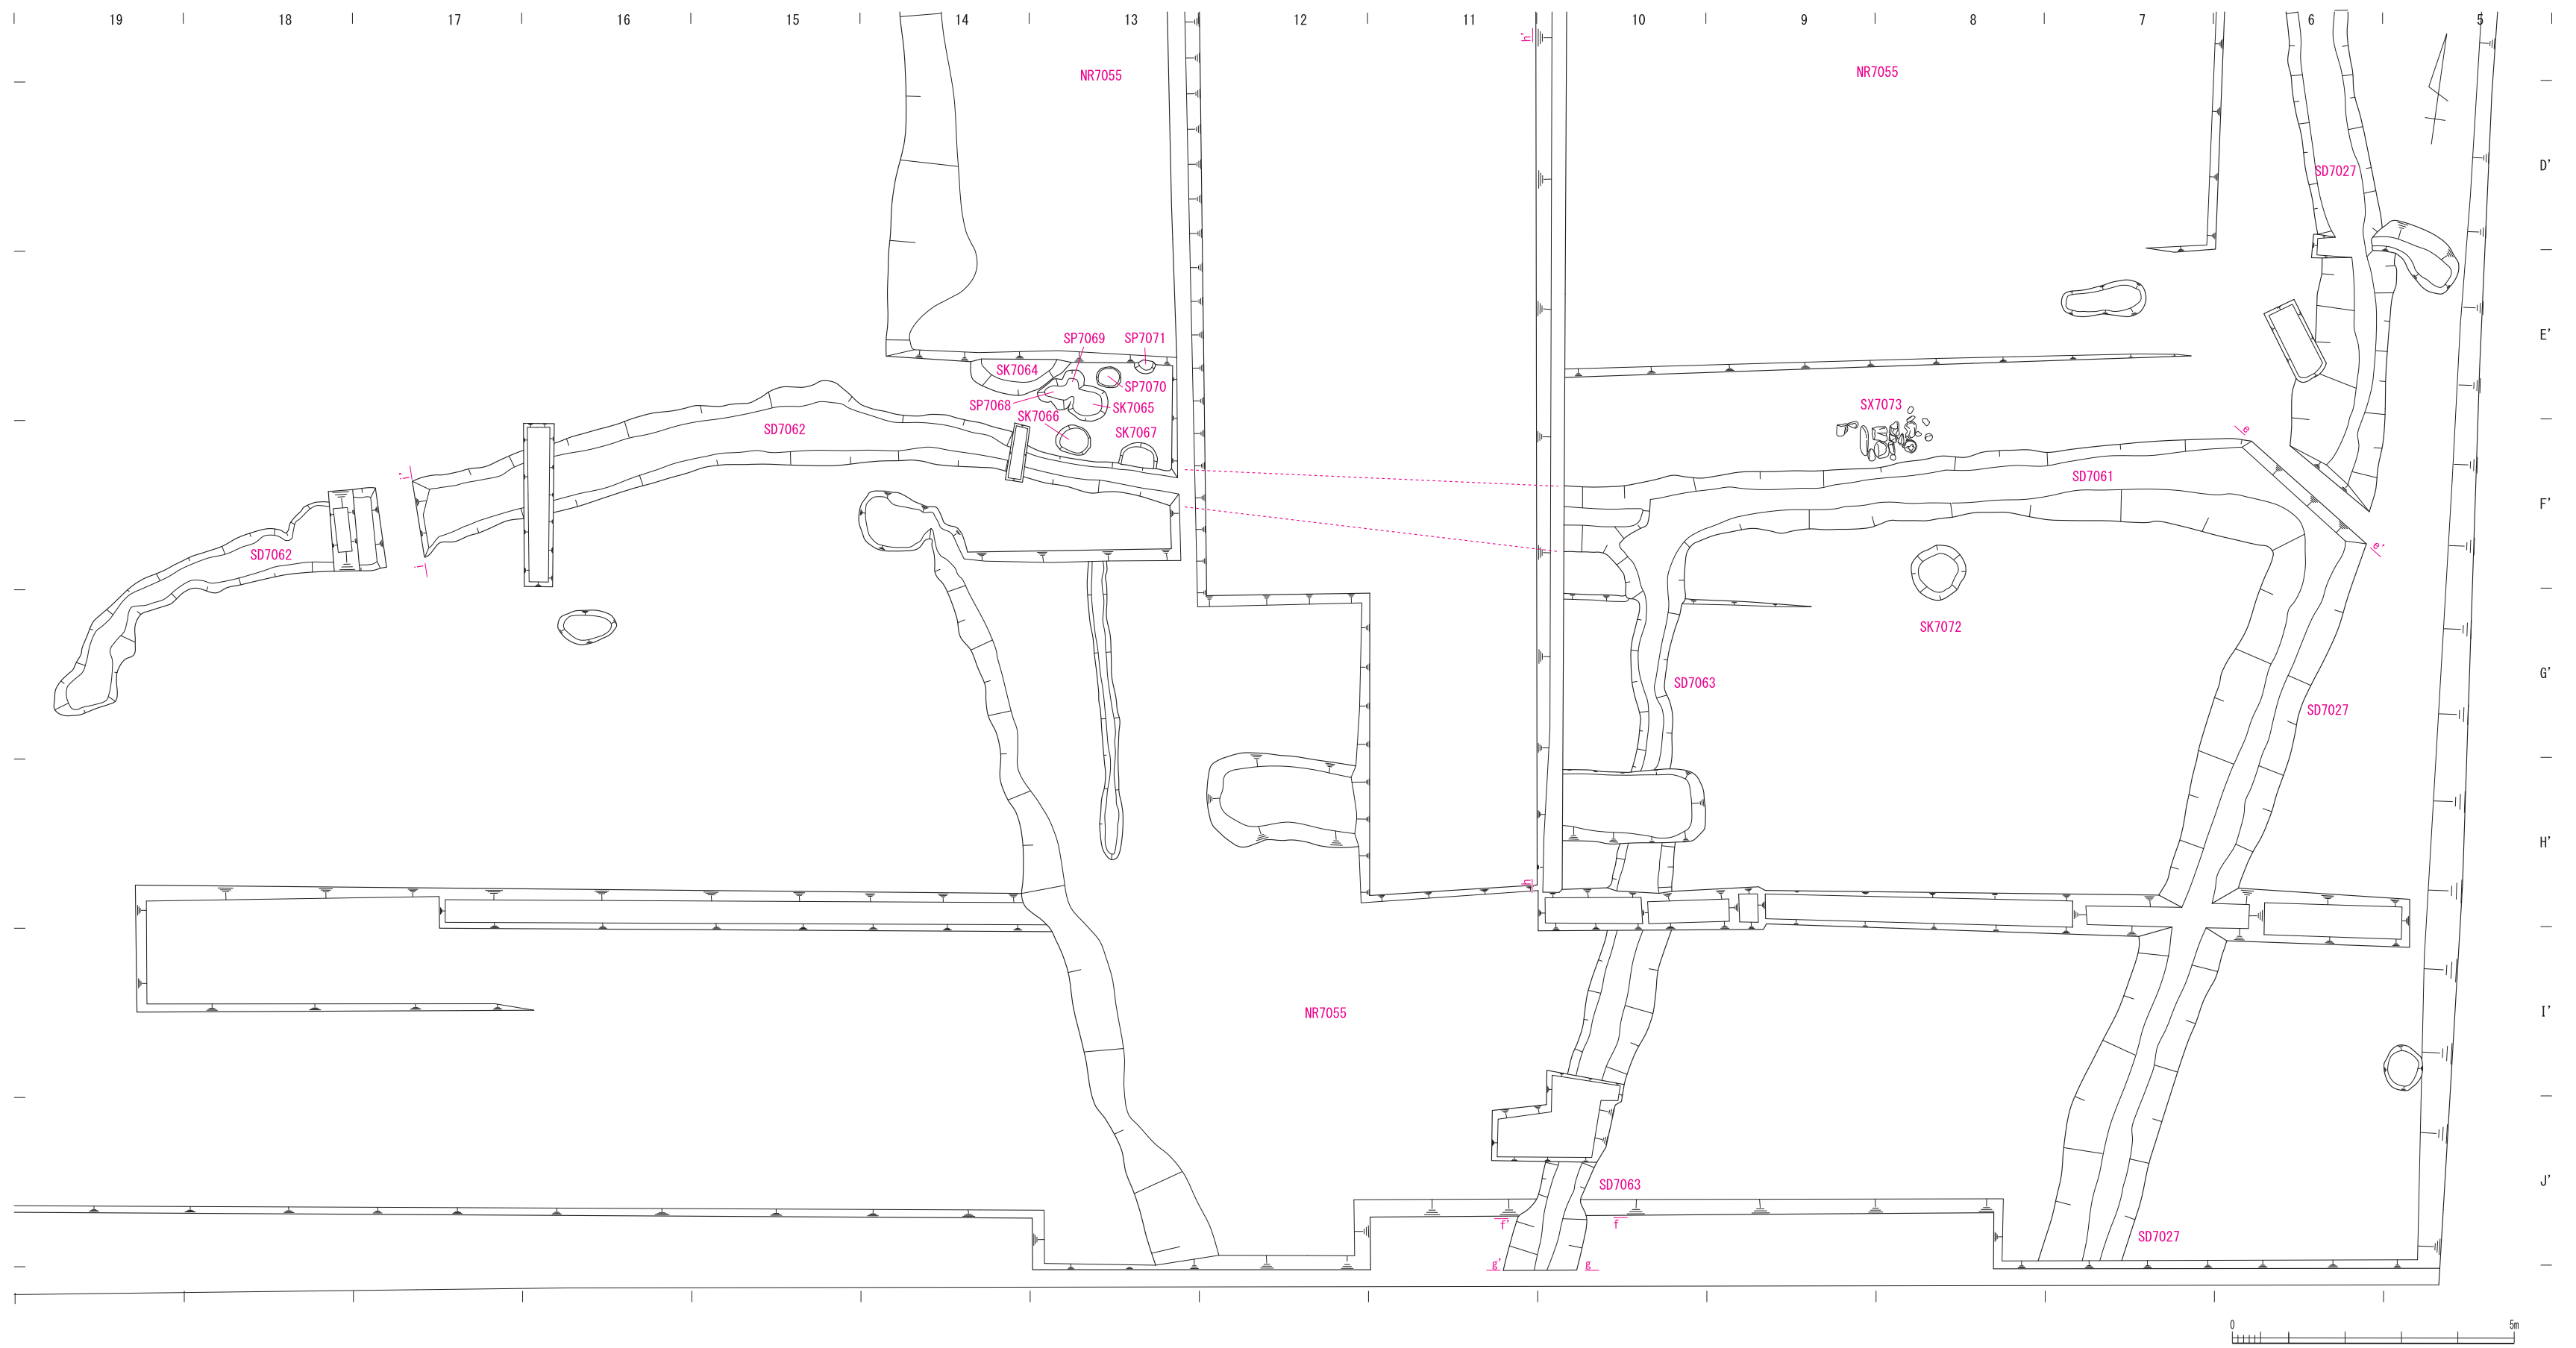 19 18 17 16 15 14 13 12 11 10 9 8 7 6 5
h'
NR7055
NR7055
D'
SD7027
E'
SP7069
SP7071
SK7064
SP7070
SP7068
SK7065
SK7066
SK7067
SX7073
SD7062
e
SD7061
i'
F'
SD7062
i
e'
SK7072
G'
SD7063
SD7027
H'
h
I'
NR7055
J'
SD7063
f'
f
SD7027
g'
g
0
5m